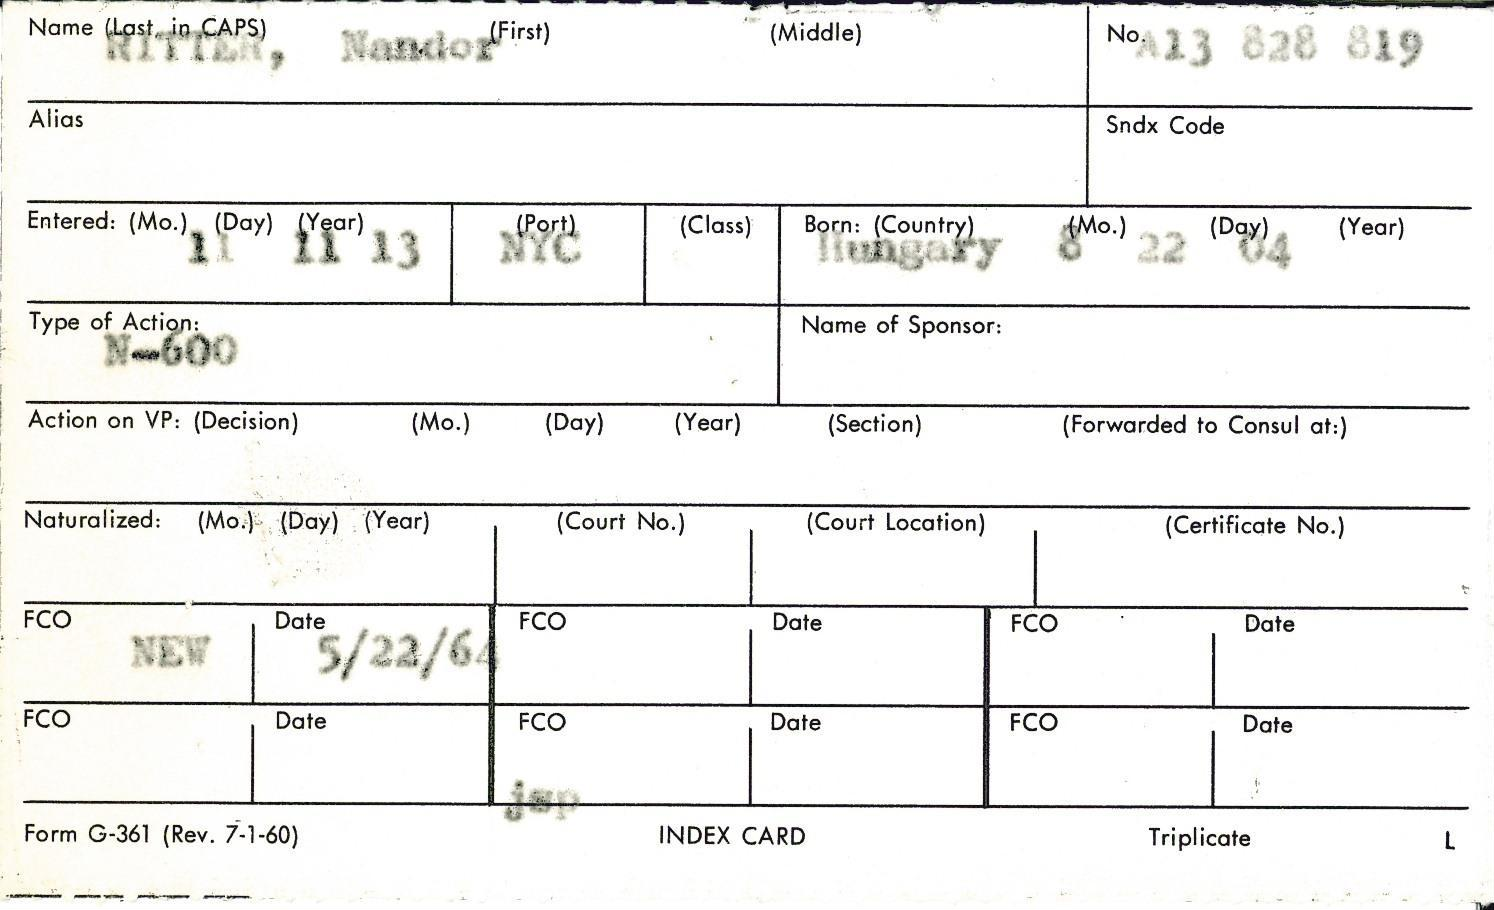 Name (Last, in CAPS) (First) (Middle) No.
RITTER, Nandor A13 828 819
Alias Sndx Code
Entered: (Mo.) (Day) (Year) (Port) (Class) Born: (Country) (Mo.) (Day) (Year)
11 11 13 NYC Hungary 8 22 04
Type of Action: Name of Sponsor:
N-600
Action on VP: (Decision) (Mo.) (Day) (Year) (Section) (Forwarded to Consul at:)
Naturalized: (Mo.) (Day) (Year) (Court No.) (Court Location) (Certificate No.)
FCO Date FCO Date FCO Date
NEW 5/22/64
FCO Date FCO Date FCO Date
jsp
Form G-361 (Rev. 7-1-60) INDEX CARD Triplicate L